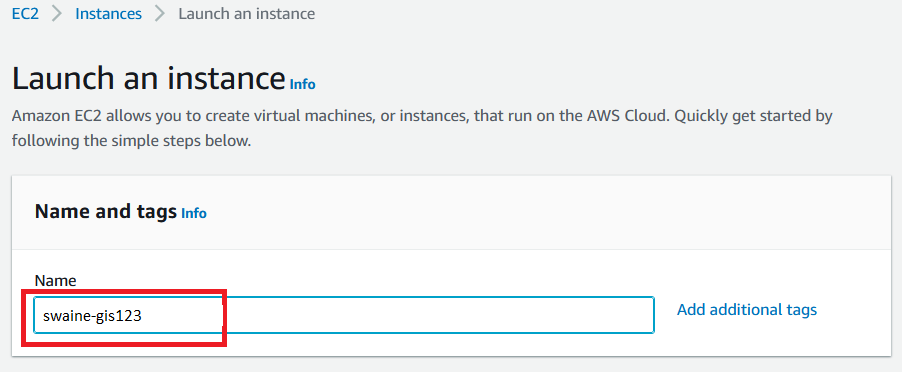 EC2 > Instances > Launch an instance
Launch an instance Info
Amazon EC2 allows you to create virtual machines, or instances, that run on the AWS Cloud. Quickly get started by
following the simple steps below.
Name and tags Info
Name
swaine-gis123
Add additional tags